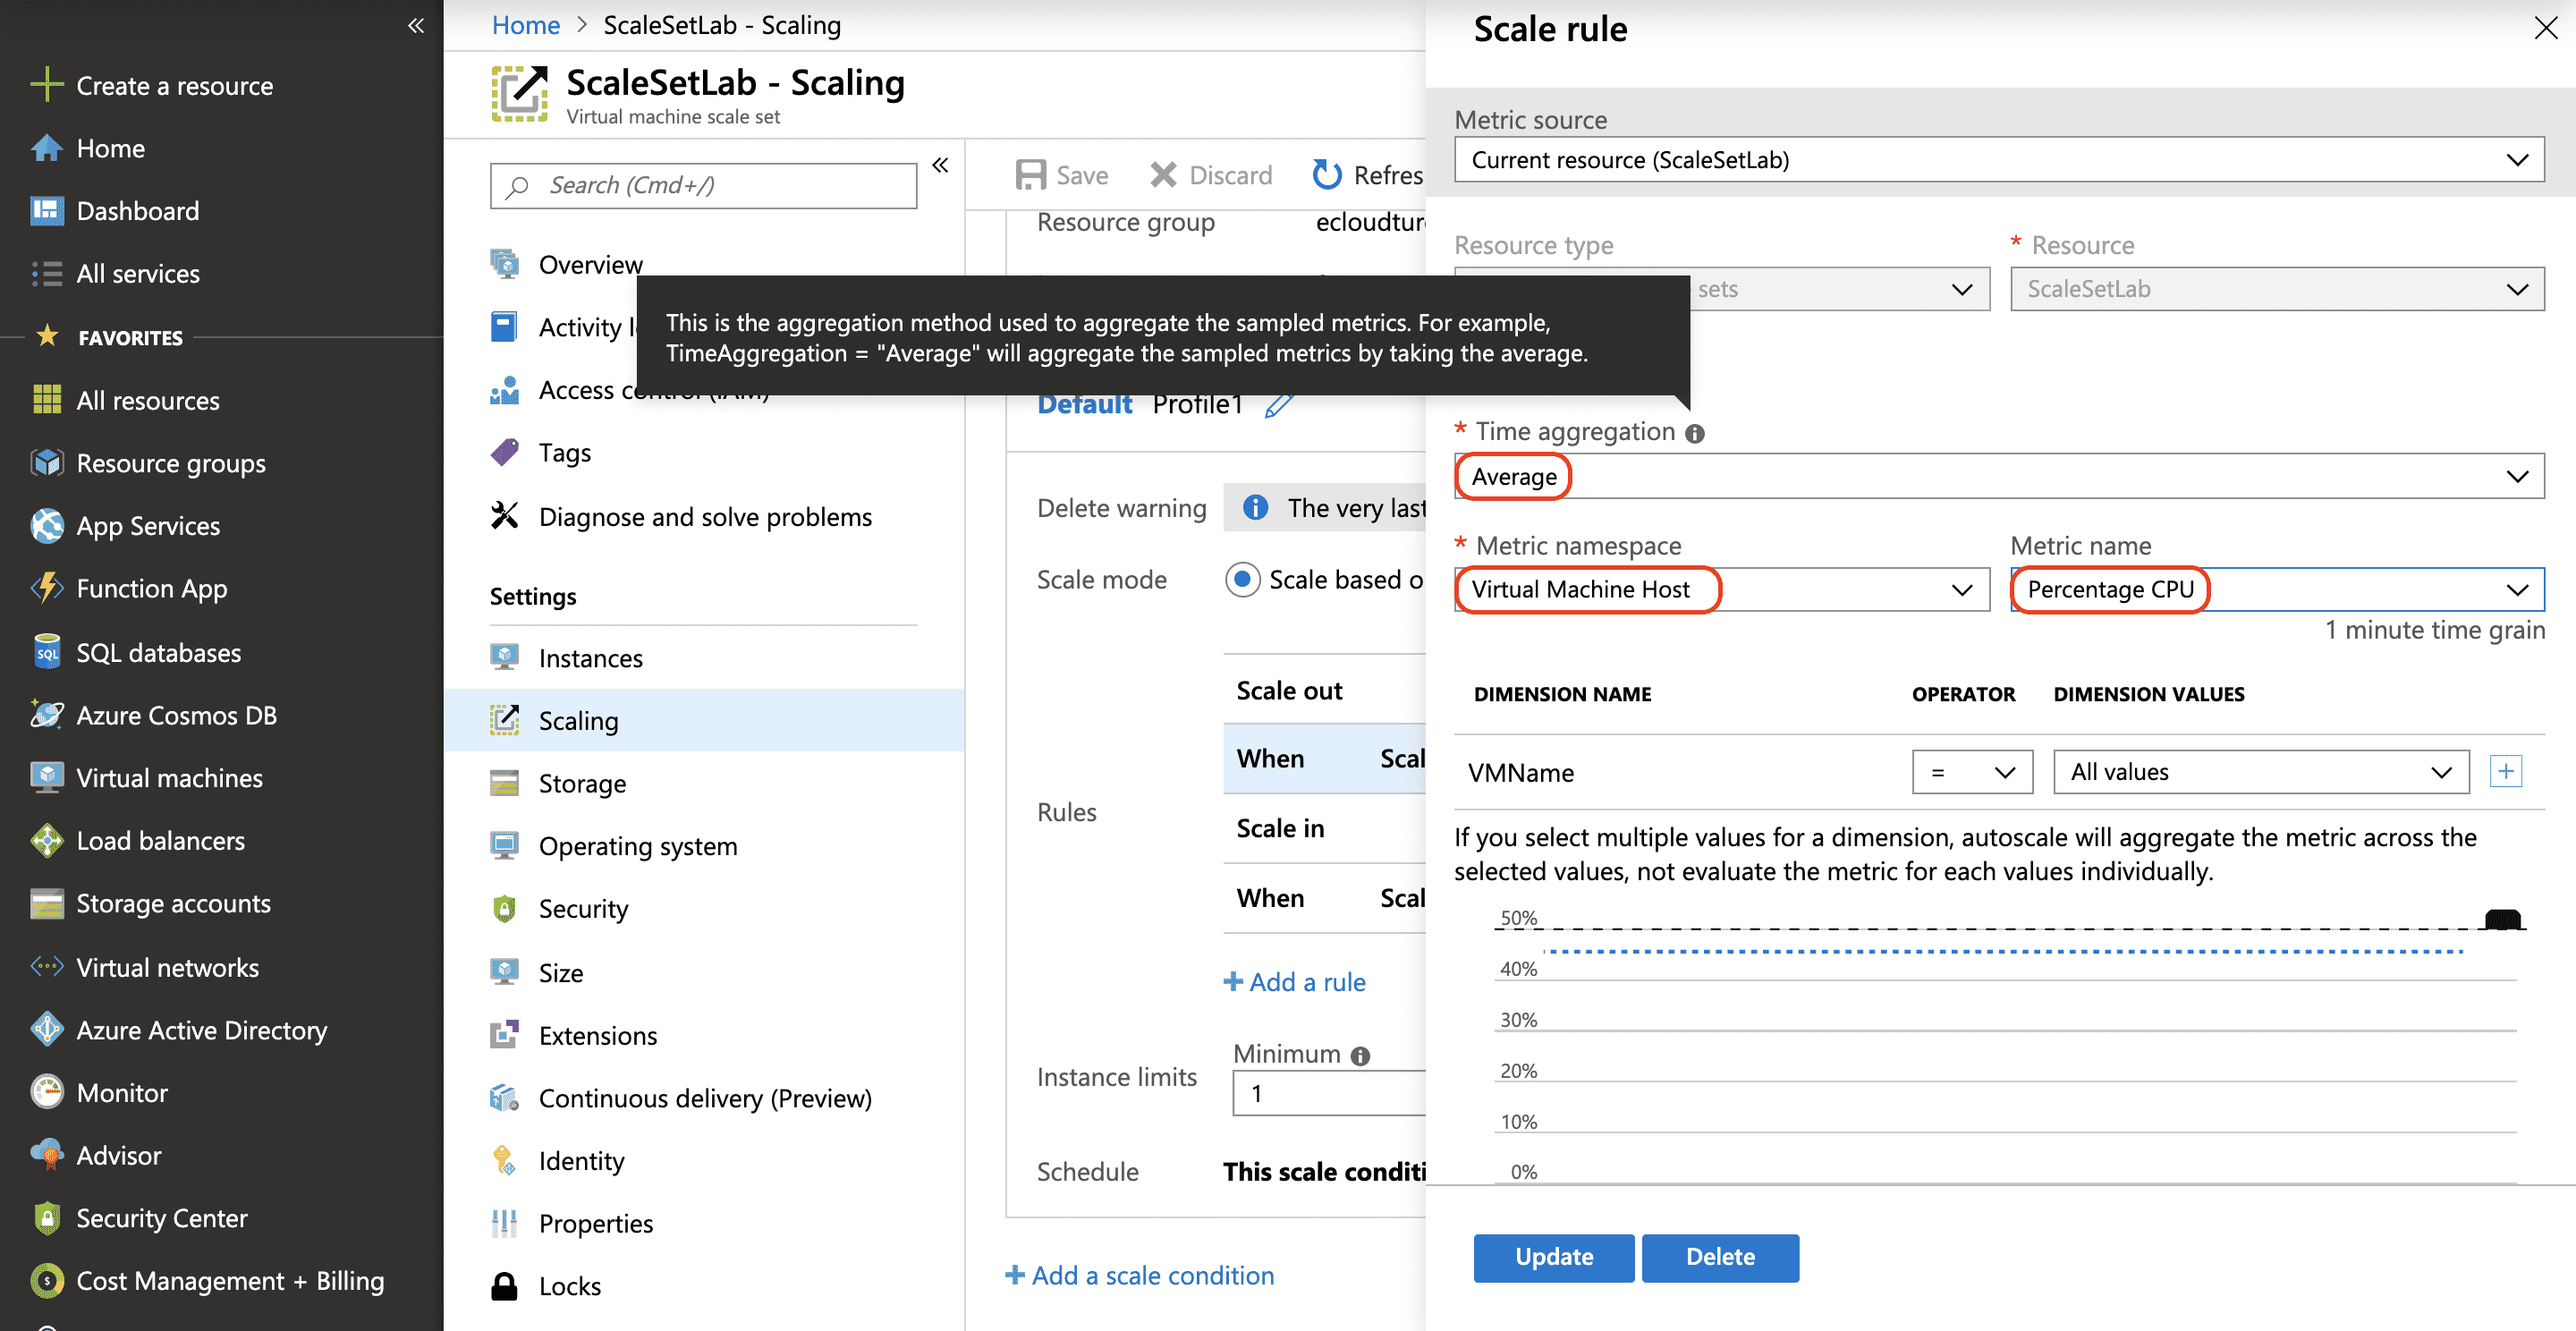 Create a resource
Home
Dashboard
All services
FAVORITES
All resources
Resource groups
App Services
Function App
SQL
SQL databases
Azure Cosmos DB
Virtual machines
Load balancers
Storage accounts
Virtual networks
Azure Active Directory
Monitor
Advisor
Security Center
Cost Management + Billing
Home > ScaleSetLab - Scaling
ScaleSetLab - Scaling
Virtual machine scale set
Search (Cmd+/)
Overview
Activity l
Access control (IAM)
Tags
Diagnose and solve problems
Settings
Instances
Scaling
Storage
Operating system
Security
Size
Extensions
Continuous delivery (Preview)
Identity
Properties
Locks
Save Discard Refres
Resource group ecloudtur
This is the aggregation method used to aggregate the sampled metrics. For example,
TimeAggregation = "Average" will aggregate the sampled metrics by taking the average.
Default Profile1
Delete warning The very last
Scale mode Scale based o
Rules
Scale out
When Scal
Scale in
When Scal
+ Add a rule
Instance limits
Minimum
1
Schedule This scale conditi
+ Add a scale condition
Scale rule
Metric source
Current resource (ScaleSetLab)
Resource type
sets
* Resource
ScaleSetLab
* Time aggregation
Average
* Metric namespace
Virtual Machine Host
Metric name
Percentage CPU
1 minute time grain
DIMENSION NAME OPERATOR DIMENSION VALUES
VMName = All values
If you select multiple values for a dimension, autoscale will aggregate the metric across the
selected values, not evaluate the metric for each values individually.
50%
40%
30%
20%
10%
0%
Update Delete